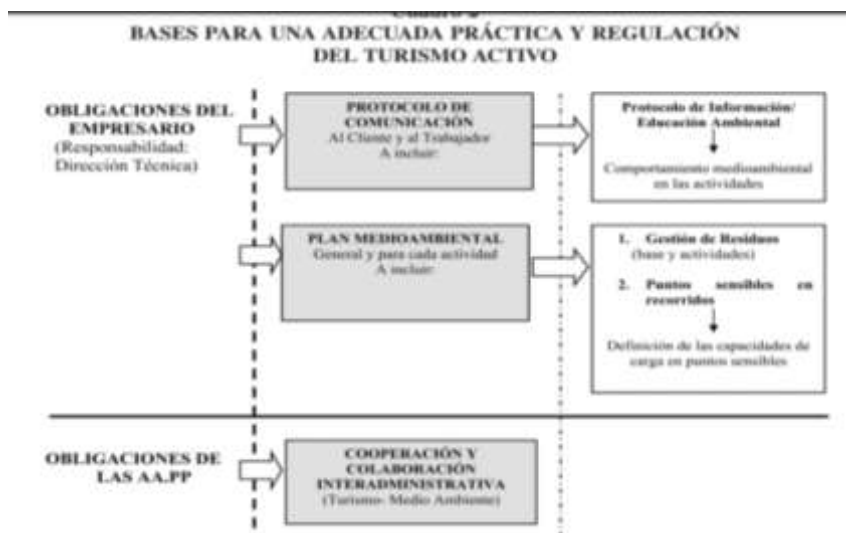 BASES PARA UNA ADECUADA PRÁCTICA Y REGULACIÓN
DEL TURISMO ACTIVO
OBLIGACIONES DEL
EMPRESARIO
(Responsabilidad:
Dirección Técnica)
PROTOCOLO DE
COMUNICACIÓN
Al Cliente y al Trabajador
A incluir:
Protocolo de Información/
Educación Ambiental
Comportamiento medioambiental
en las actividades
PLAN MEDIOAMBIENTAL
General y para cada actividad
A incluir:
1. Gestión de Residuos
(base y actividades)
2. Puntos sensibles en
recorridos
Definición de las capacidades de
carga en puntos sensibles
OBLIGACIONES DE
LAS AA.PP
COOPERACIÓN Y
COLABORACIÓN
INTERADMINISTRATIVA
(Turismo- Medio Ambiente)